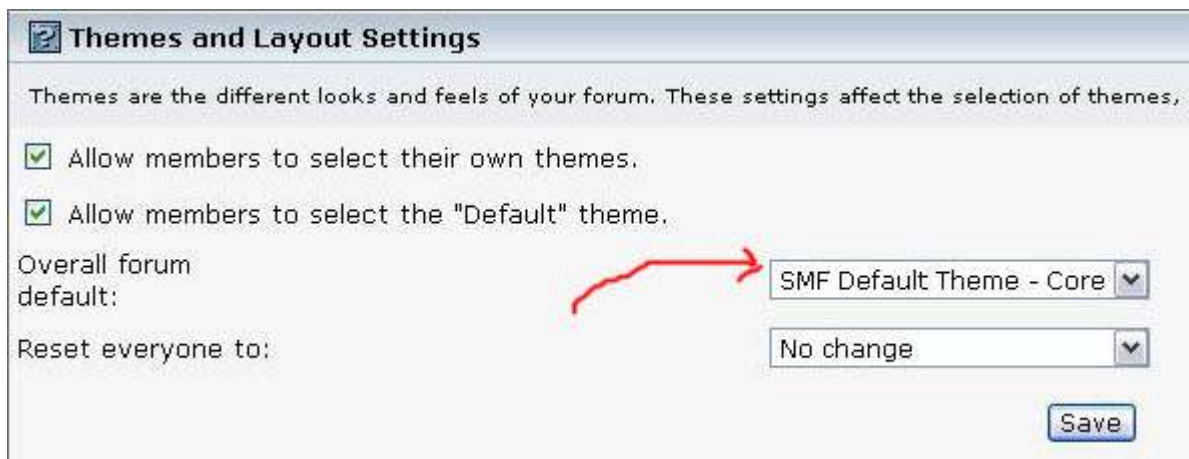 Themes and Layout Settings
Themes are the different looks and feels of your forum. These settings affect the selection of themes,
Allow members to select their own themes.
Allow members to select the "Default" theme.
Overall forum
default:
SMF Default Theme - Core
Reset everyone to:
No change
Save